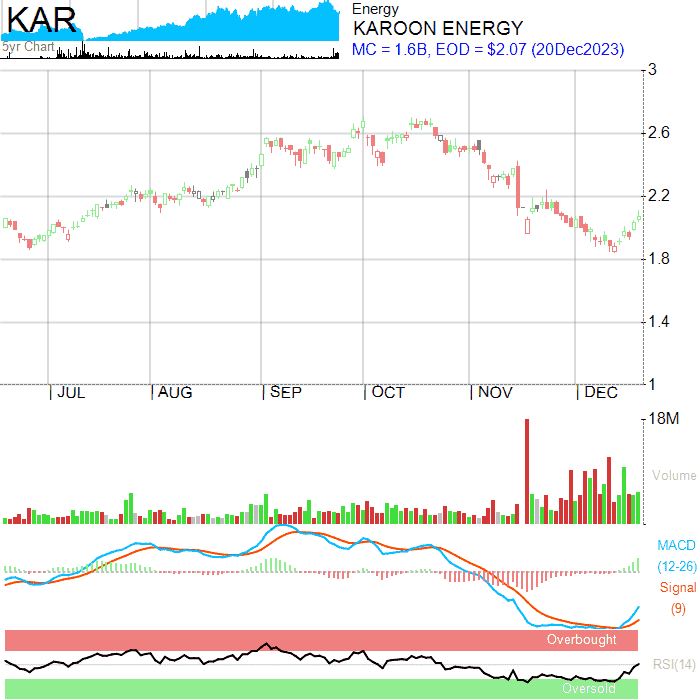 KAR
5yr Chart
Energy
KAROON ENERGY
MC = 1.6B, EOD = $2.07 (20Dec2023)
3
2.6
2.2
1.8
1.4
1
JUL
AUG
SEP
OCT
NOV
DEC
18M
Volume
MACD
(12-26)
Signal
(9)
Overbought
RSI(14)
Oversold